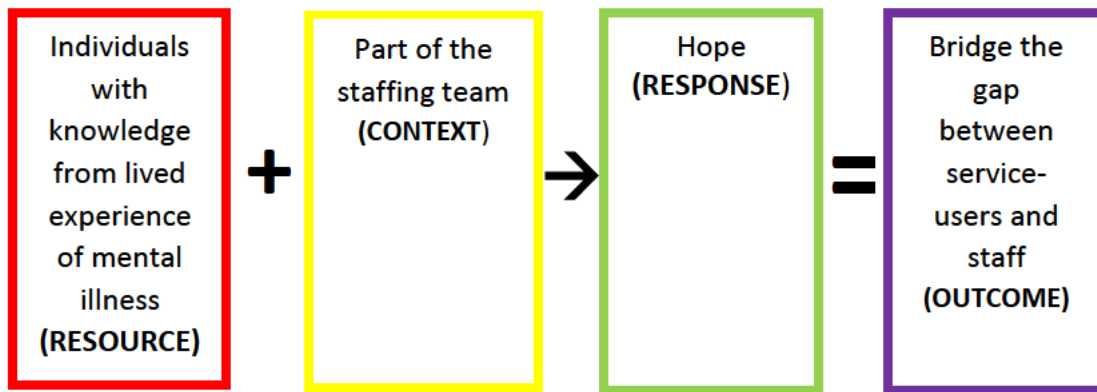 Individuals
with
knowledge
from lived
experience
of mental
illness
(RESOURCE)
+
Part of the
staffing team
(CONTEXT)
→
Hope
(RESPONSE)
=
Bridge the
gap
between
service-
users and
staff
(OUTCOME)